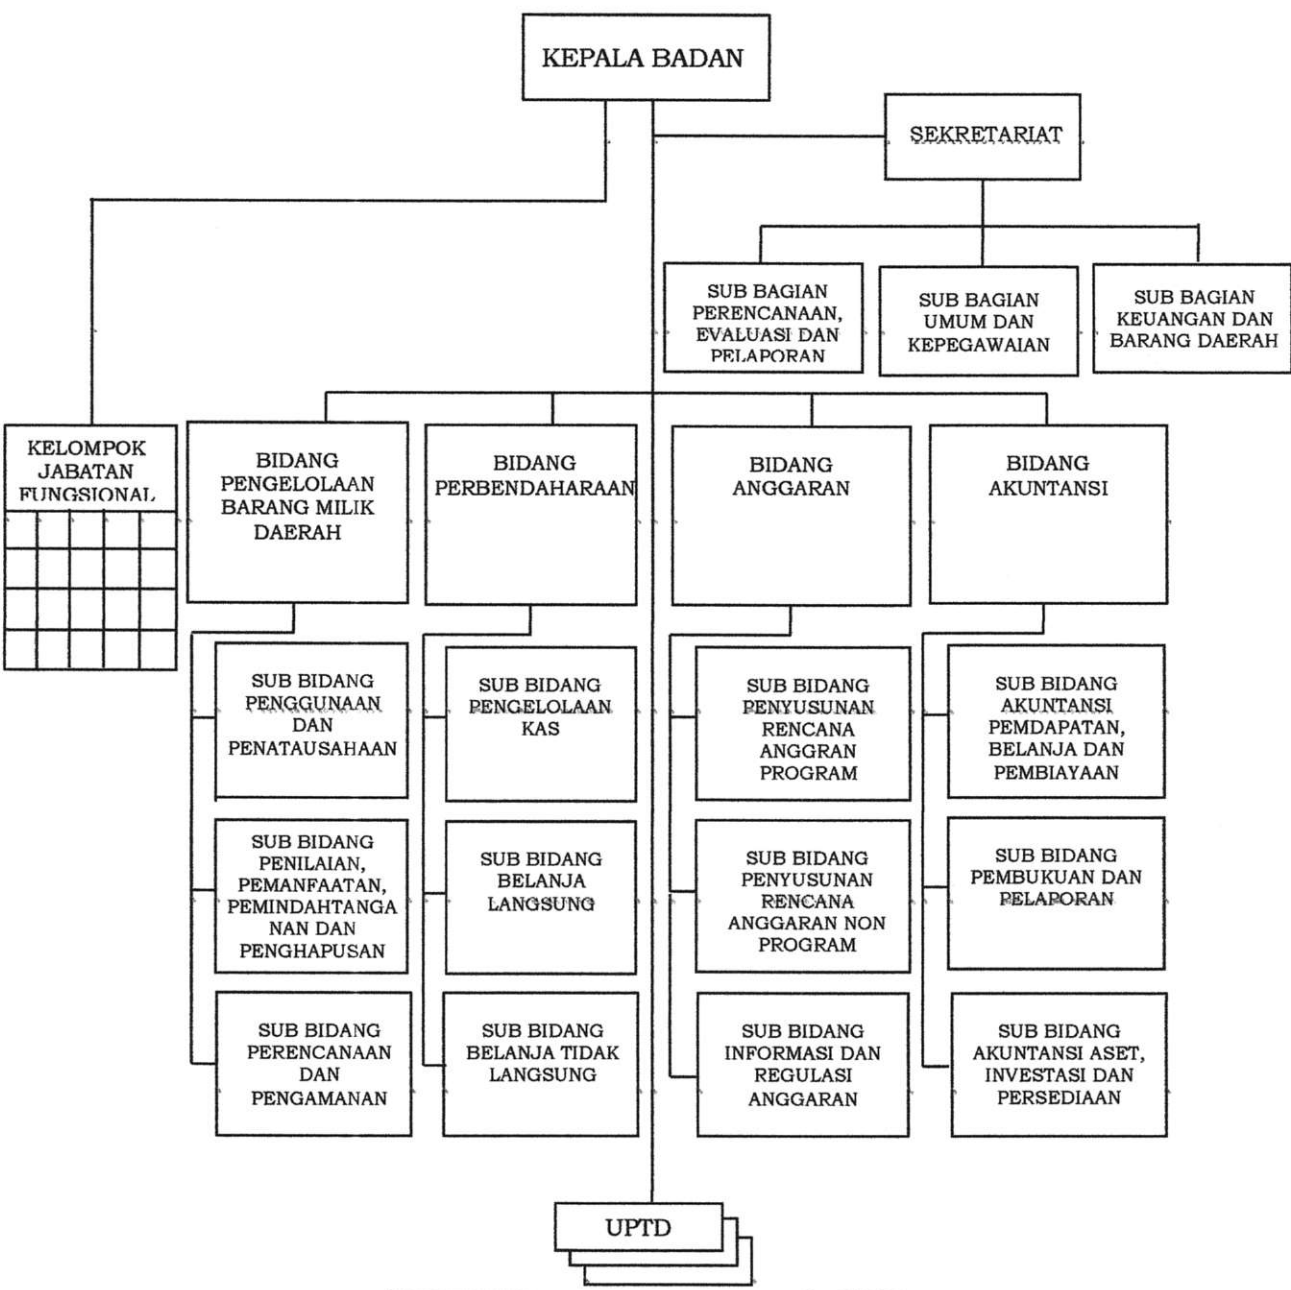 KEPALA BADAN
SEKRETARIAT
SUB BAGIAN
PERENCANAAN,
EVALUASI DAN
PELAPORAN
SUB BAGIAN
UMUM DAN
KEPEGAWAIAN
SUB BAGIAN
KEUANGAN DAN
BARANG DAERAH
KELOMPOK
JABATAN
FUNGSIONAL
BIDANG
PENGELOLAAN
BARANG MILIK
DAERAH
BIDANG
PERBENDAHARAAN
BIDANG
ANGGARAN
BIDANG
AKUNTANSI
SUB BIDANG
PENGGUNAAN
DAN
PENATAUSAHAAN
SUB BIDANG
PENGELOLAAN
KAS
SUB BIDANG
PENYUSUNAN
RENCANA
ANGGRAN
PROGRAM
SUB BIDANG
AKUNTANSI
PEMDAPATAN,
BELANJA DAN
PEMBIAYAAN
SUB BIDANG
PENILAIAN,
PEMANFAATAN,
PEMINDAHTANGA
NAN DAN
PENGHAPUSAN
SUB BIDANG
BELANJA
LANGSUNG
SUB BIDANG
PENYUSUNAN
RENCANA
ANGGARAN NON
PROGRAM
SUB BIDANG
PEMBUKUAN DAN
PELAPORAN
SUB BIDANG
PERENCANAAN
DAN
PENGAMANAN
SUB BIDANG
BELANJA TIDAK
LANGSUNG
SUB BIDANG
INFORMASI DAN
REGULASI
ANGGARAN
SUB BIDANG
AKUNTANSI ASET,
INVESTASI DAN
PERSEDIAAN
UPTD